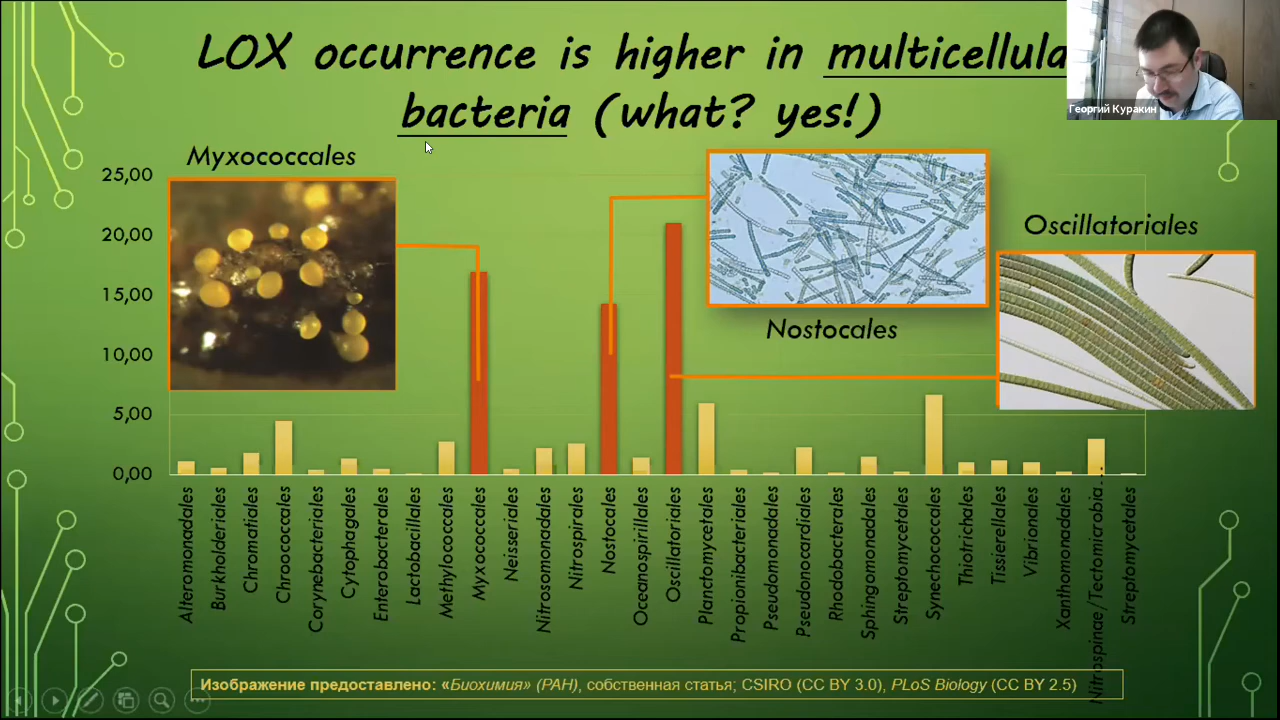 LOX occurrence is higher in multicellula
bacteria (what? yes!)
Георгий Куракин
Myxococcales
Oscillatoriales
Nostocales
25,00
20,00
15,00
10,00
5,00
0,00
Alteromonadales
Burkholderiales
Chromatiales
Chroococcales
Corynebacteriales
Cytophagales
Enterobacterales
Lactobacillales
Methylococcales
Myxococcales
Neisseriales
Nitrosomonadales
Nitrospirales
Nostocales
Oceanospirillales
Oscillatoriales
Planctomycetales
Propionibacteriales
Pseudomonadales
Pseudonocardiales
Rhodobacterales
Sphingomonadales
Streptomycetales
Synechococcales
Thiotrichales
Tissierellales
Vibrionales
Xanthomonadales
Nitrospinae/Tectomicrobia...
Streptomycetales
Изображение предоставлено: «Биохимия» (РАН), собственная статья; CSIRO (CC BY 3.0), PLoS Biology (CC BY 2.5)